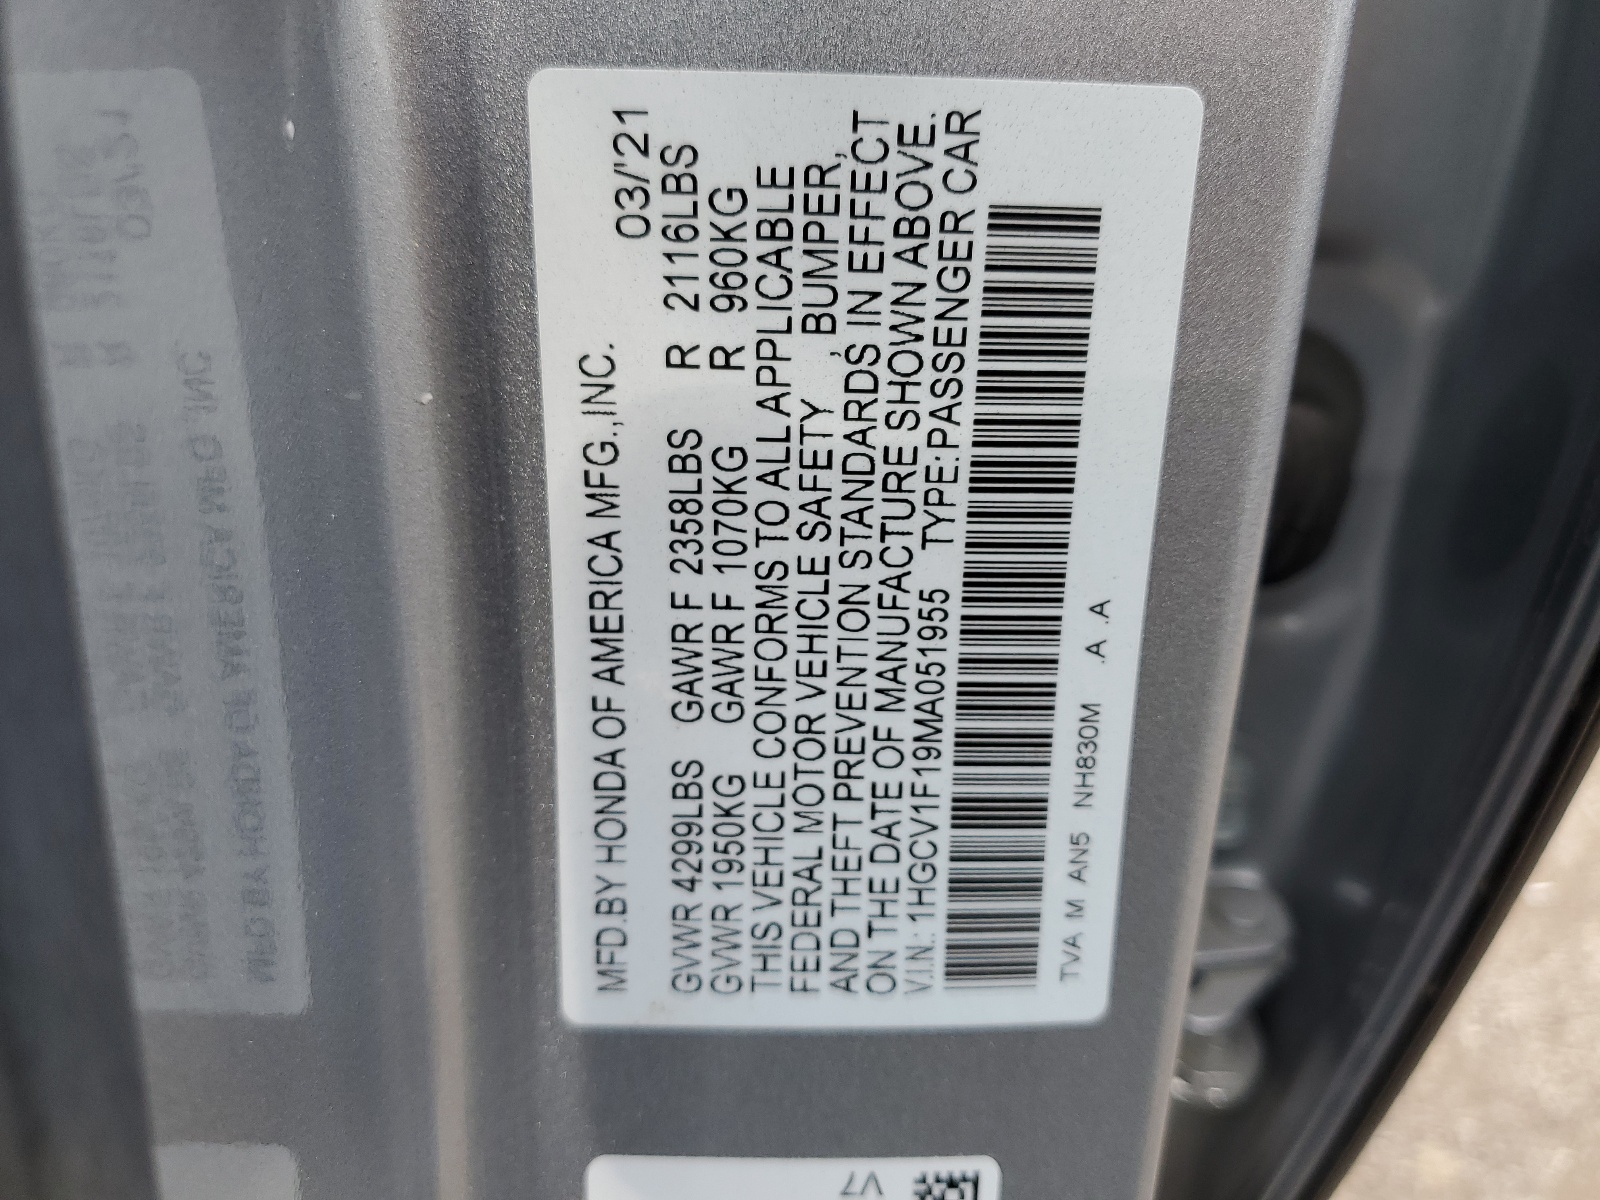 MFD.BY HONDA OF AMERICA MFG.,INC. 03/'21
GVWR 4299LBS GAWR F 2358LBS R 2116LBS
GVWR 1950KG GAWR F 1070KG R 960KG
THIS VEHICLE CONFORMS TO ALL APPLICABLE
FEDERAL MOTOR VEHICLE SAFETY, BUMPER,
AND THEFT PREVENTION STANDARDS, IN EFFECT
ON THE DATE OF MANUFACTURE SHOWN ABOVE.
V.I.N.: 1HGCV1F19MA051955 TYPE:PASSENGER CAR
TVA M AN5 NH830M .A .A
V7